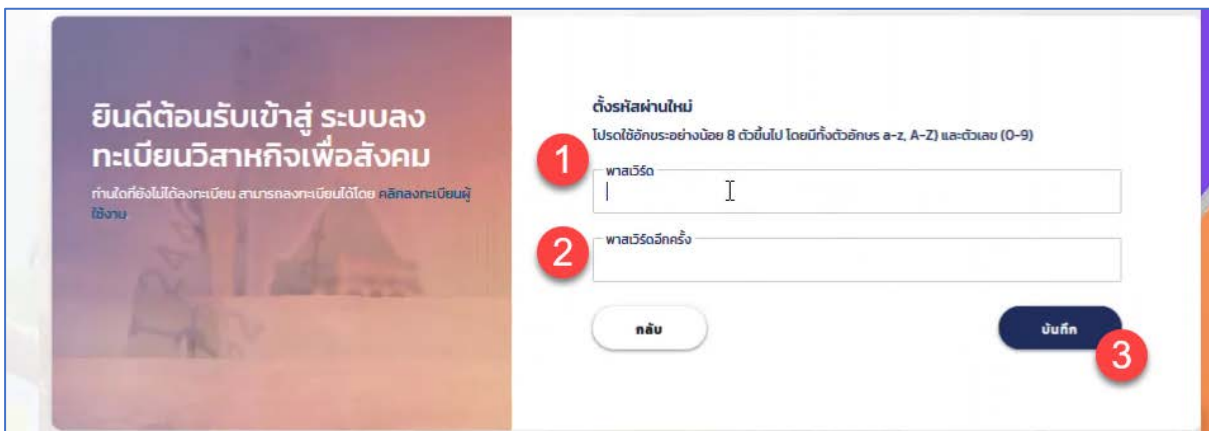 ยินดีต้อนรับเข้าสู่ ระบบลง
ทะเบียนวิสาหกิจเพื่อสังคม
ท่านใดที่ยังไม่ได้ลงทะเบียน สามารถลงทะเบียนได้โดย คลิกลงทะเบียนผู้
ใช้งาน
ตั้งรหัสผ่านใหม่
โปรดใช้อักขระอย่างน้อย 8 ตัวขึ้นไป โดยมีทั้งตัวอักษร a-z, A-Z) และตัวเลข (0-9)
1
พาสเวิร์ด
2
พาสเวิร์ดอีกครั้ง
กลับ
บันทึก
3